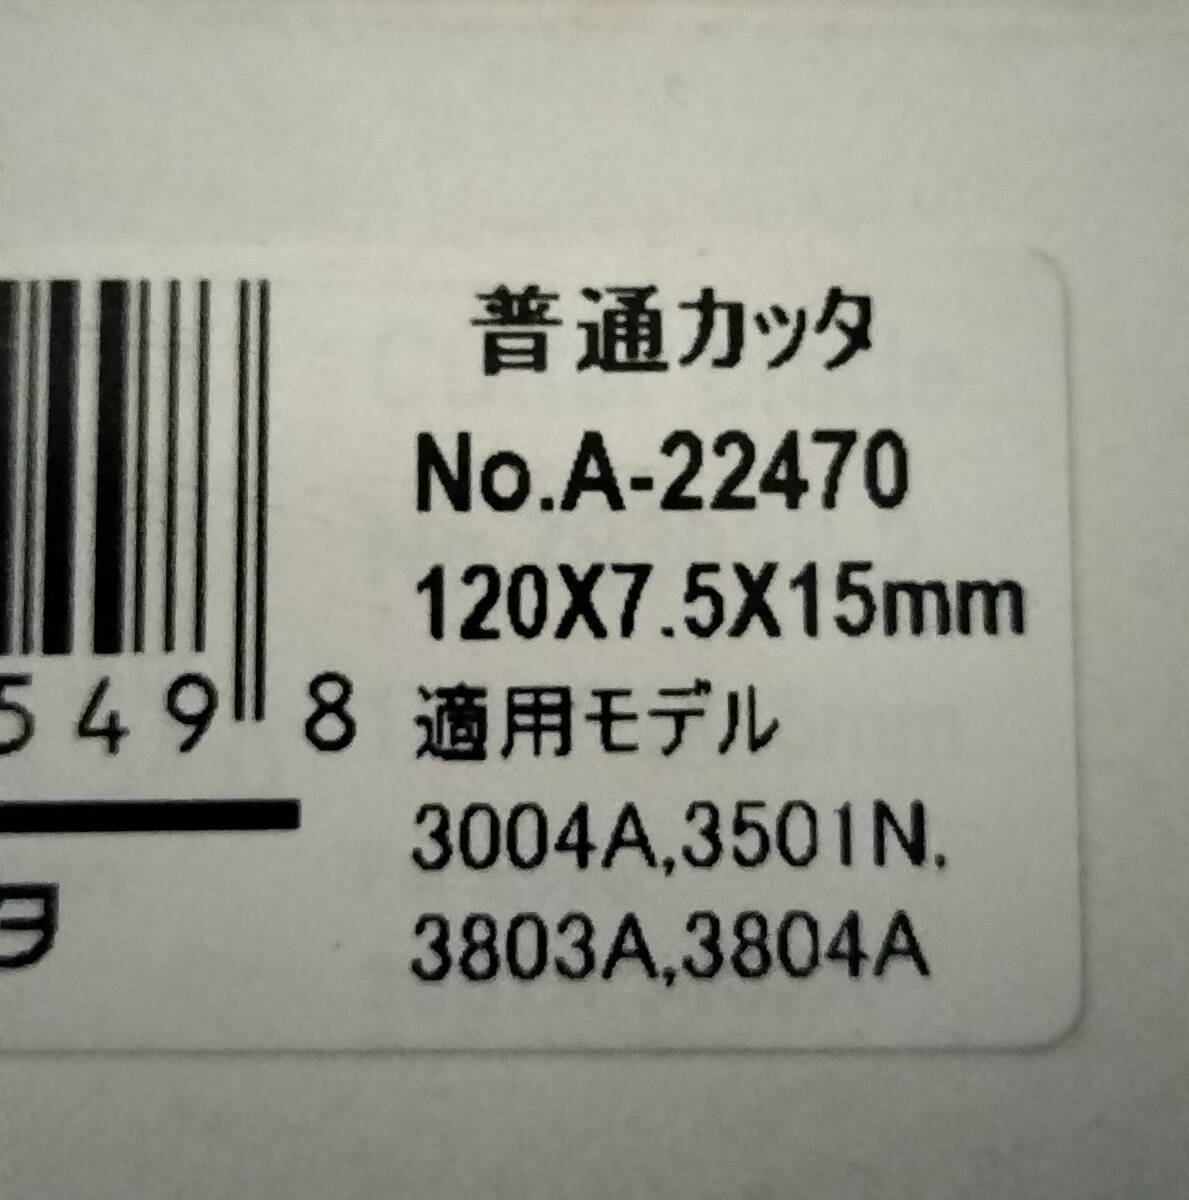 普通カッタ
No.A-22470
120X7.5X15mm
549 8
適用モデル
3004A,3501N.
3803A,3804A